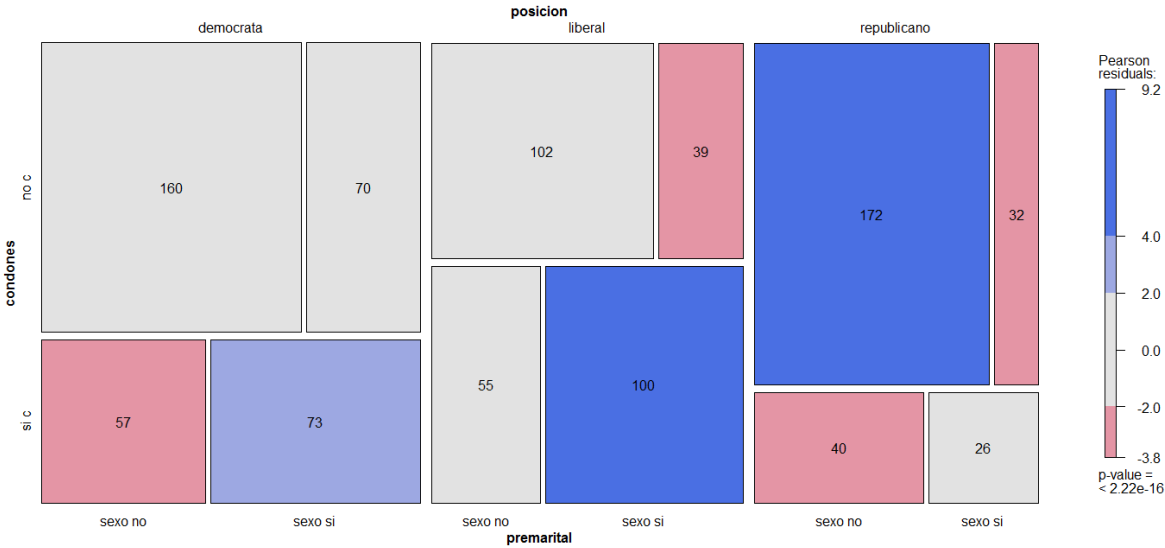 posicion
democrata liberal republicano
condones
no c
si c
160 70 102 39 172 32
57 73 55 100 40 26
sexo no sexo si sexo no sexo si sexo no sexo si
premarital
Pearson
residuals:
9.2
4.0
2.0
0.0
-2.0
-3.8
p-value =
< 2.22e-16